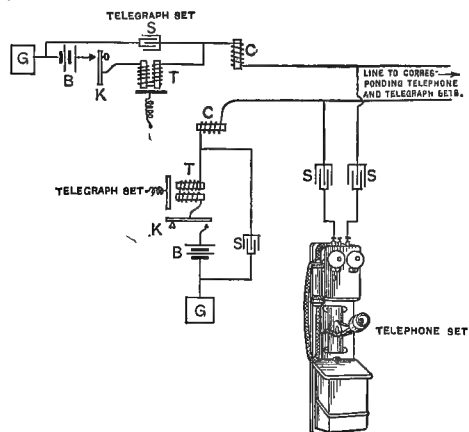 TELEGRAPH SET
S
C
G
B
K
T
LINE TO CORRES-
PONDING TELEPHONE
AND TELEGRAPH SETS.
C
T
S
S
TELEGRAPH SET
K
S
B
G
TELEPHONE SET